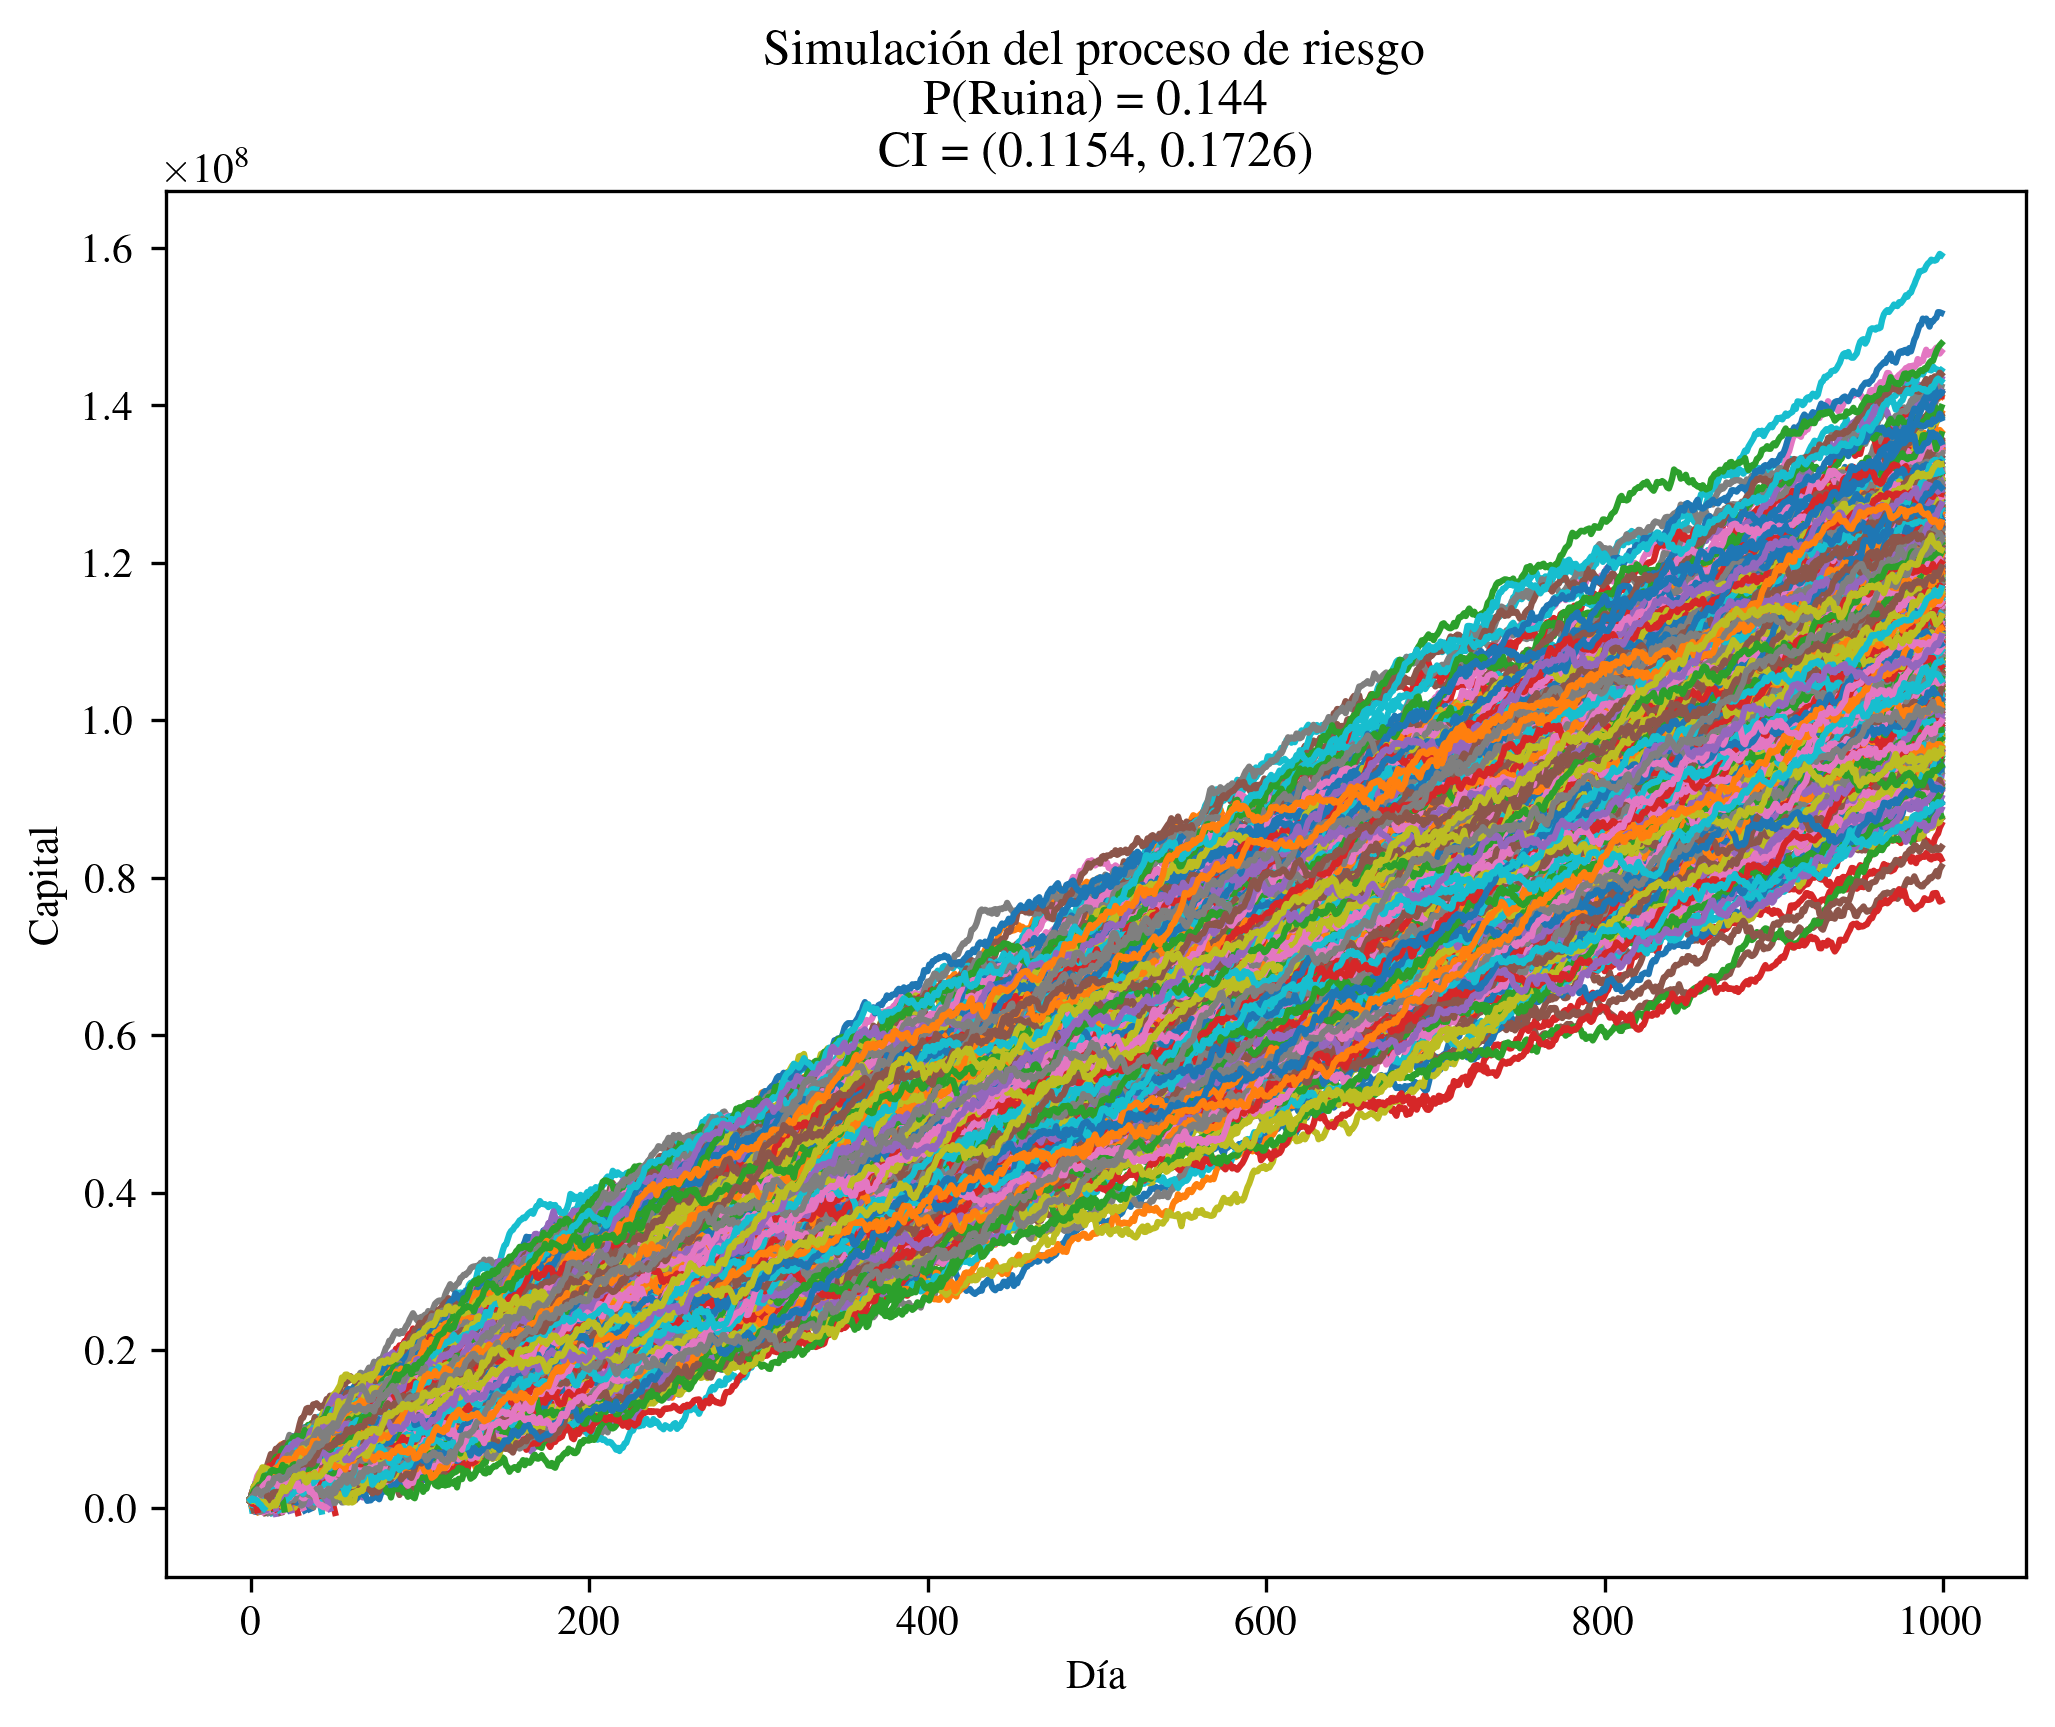 Simulación del proceso de riesgo
P(Ruina) = 0.144
CI = (0.1154, 0.1726)
×10⁸
1.6
1.4
1.2
1.0
0.8
0.6
0.4
0.2
0.0
Capital
0 200 400 600 800 1000
Día